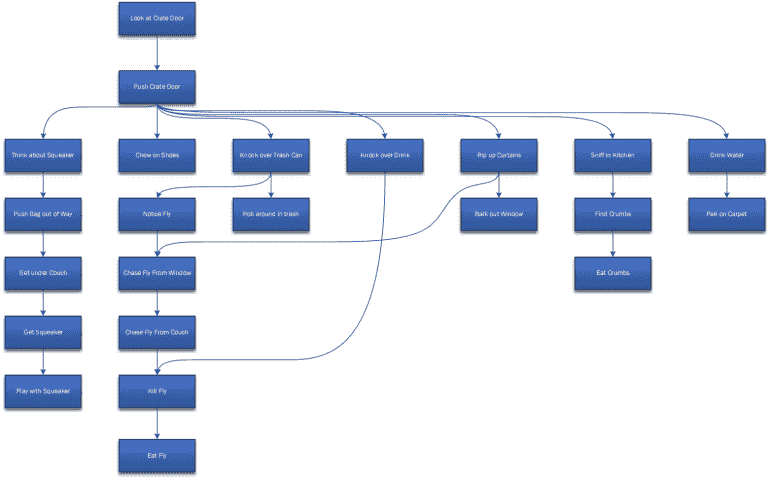 Look at Crate Door
Push Crate Door
Think about Squeaker
Chew on Shoes
Knock over Trash Can
Knock over Drink
Rip up Curtains
Sniff in Kitchen
Drink Water
Push Bag out of Way
Notice Fly
Roll around in trash
Bark out Window
Find Crumbs
Pee on Carpet
Get under Couch
Chase Fly From Window
Eat Crumbs
Get Squeaker
Chase Fly From Couch
Play with Squeaker
Kill Fly
Eat Fly